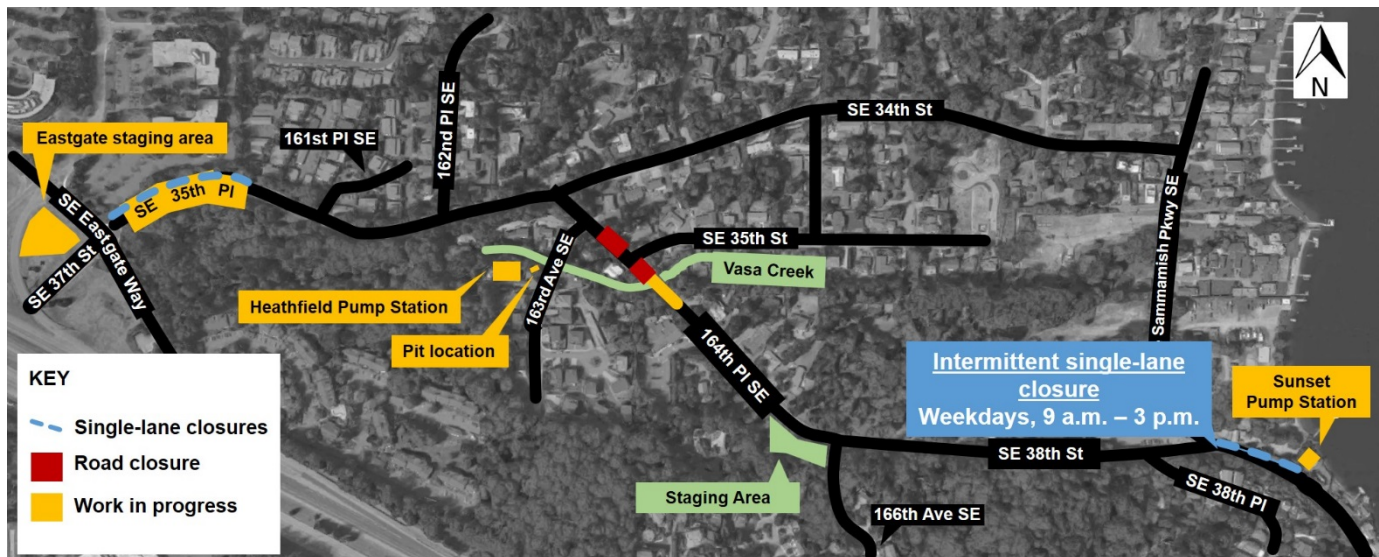 N
SE 34th St
162nd Pl SE
161st Pl SE
Eastgate staging area
SE 35th Pl
SE Eastgate Way
SE 37th St
SE 35th St
163rd Ave SE
Vasa Creek
Heathfield Pump Station
Pit location
Sammamish Pkwy SE
164th Pl SE
Intermittent single-lane
closure
Weekdays, 9 a.m. – 3 p.m.
Sunset
Pump Station
SE 38th St
SE 38th Pl
Staging Area
166th Ave SE
KEY
Single-lane closures
Road closure
Work in progress